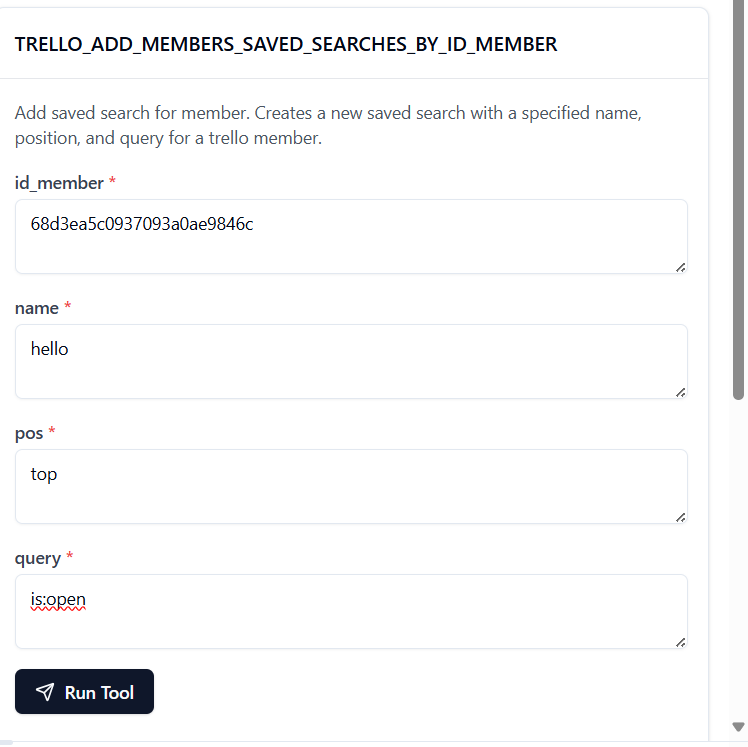 TRELLO_ADD_MEMBERS_SAVED_SEARCHES_BY_ID_MEMBER
Add saved search for member. Creates a new saved search with a specified name,
position, and query for a trello member.
id_member *
68d3ea5c0937093a0ae9846c
name *
hello
pos *
top
query *
is:open
Run Tool